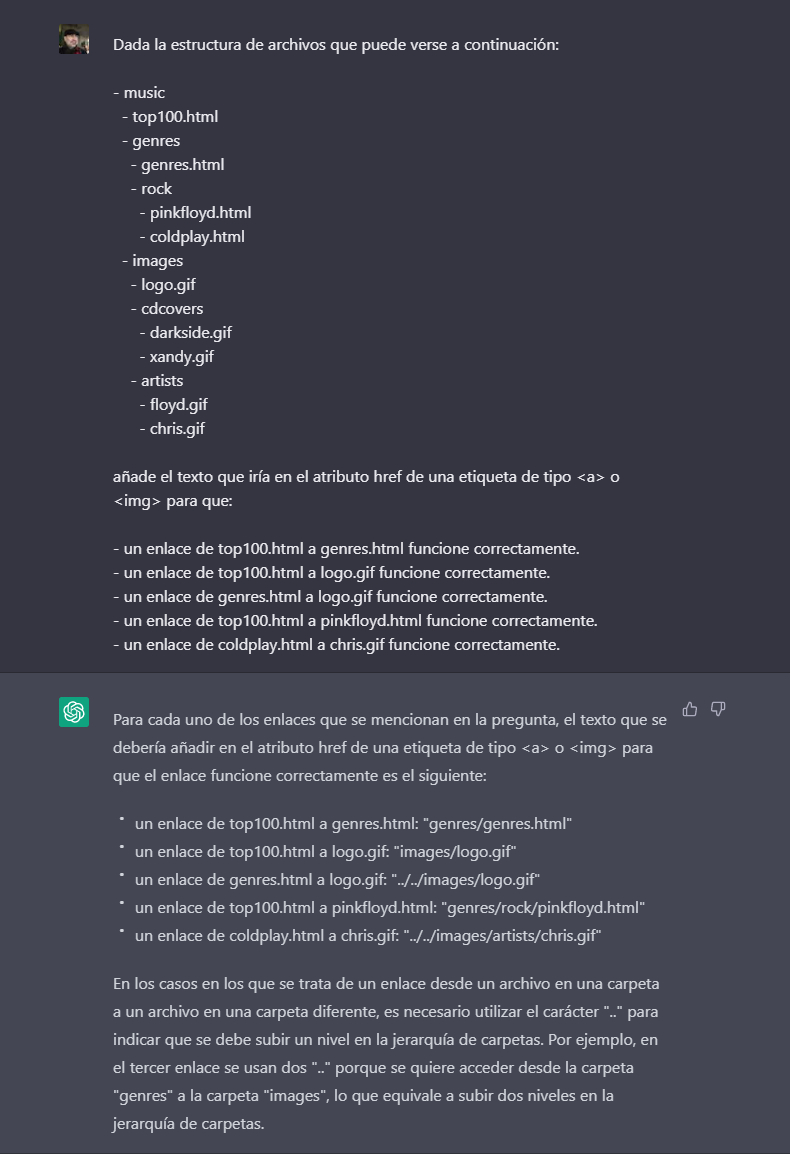 Dada la estructura de archivos que puede verse a continuación:
- music
- top100.html
- genres
- genres.html
- rock
- pinkfloyd.html
- coldplay.html
- images
- logo.gif
- cdcovers
- darkside.gif
- xandy.gif
- artists
- floyd.gif
- chris.gif
añade el texto que iría en el atributo href de una etiqueta de tipo <a> o
<img> para que:
- un enlace de top100.html a genres.html funcione correctamente.
- un enlace de top100.html a logo.gif funcione correctamente.
- un enlace de genres.html a logo.gif funcione correctamente.
- un enlace de top100.html a pinkfloyd.html funcione correctamente.
- un enlace de coldplay.html a chris.gif funcione correctamente.
Para cada uno de los enlaces que se mencionan en la pregunta, el texto que se
debería añadir en el atributo href de una etiqueta de tipo <a> o <img> para
que el enlace funcione correctamente es el siguiente:
• un enlace de top100.html a genres.html: "genres/genres.html"
• un enlace de top100.html a logo.gif: "images/logo.gif"
• un enlace de genres.html a logo.gif: "../../images/logo.gif"
• un enlace de top100.html a pinkfloyd.html: "genres/rock/pinkfloyd.html"
• un enlace de coldplay.html a chris.gif: "../../images/artists/chris.gif"
En los casos en los que se trata de un enlace desde un archivo en una carpeta
a un archivo en una carpeta diferente, es necesario utilizar el carácter ".." para
indicar que se debe subir un nivel en la jerarquía de carpetas. Por ejemplo, en
el tercer enlace se usan dos ".." porque se quiere acceder desde la carpeta
"genres" a la carpeta "images", lo que equivale a subir dos niveles en la
jerarquía de carpetas.